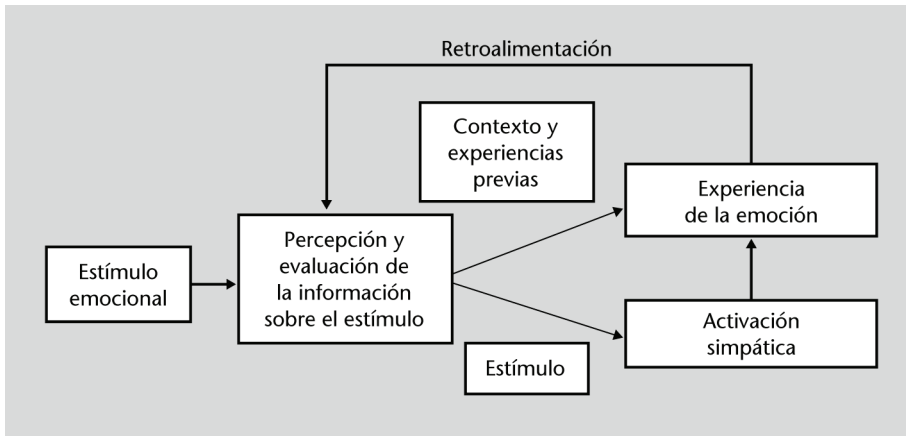 Retroalimentación
Contexto y
experiencias
previas
Experiencia
de la emoción
Percepción y
evaluación de
la información
sobre el estímulo
Estímulo
emocional
Activación
simpática
Estímulo